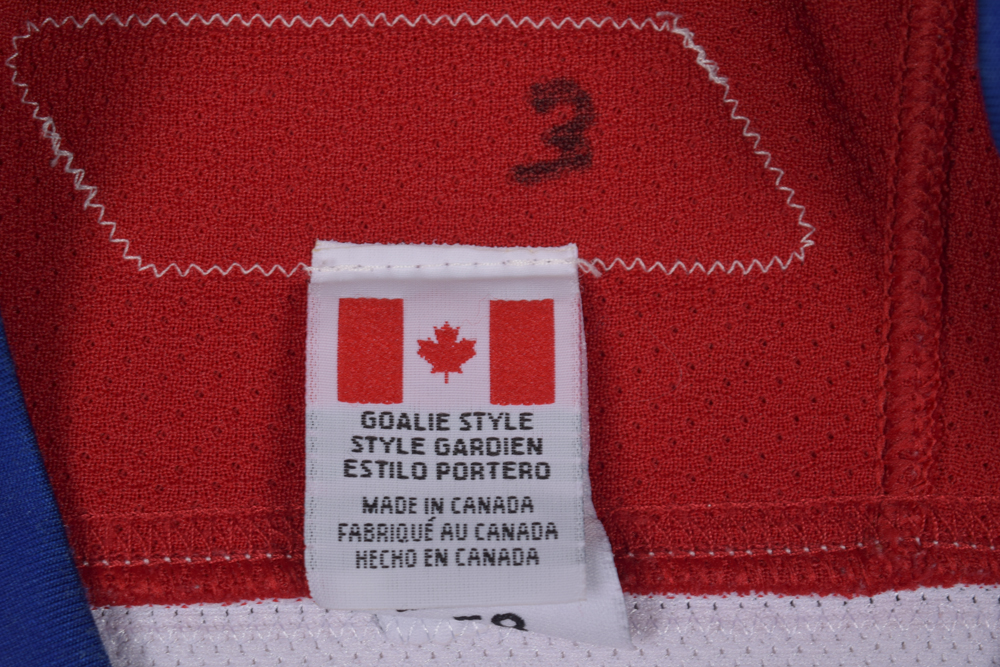 3
GOALIE STYLE
STYLE GARDIEN
ESTILO PORTERO
MADE IN CANADA
FABRIQUÉ AU CANADA
HECHO EN CANADA